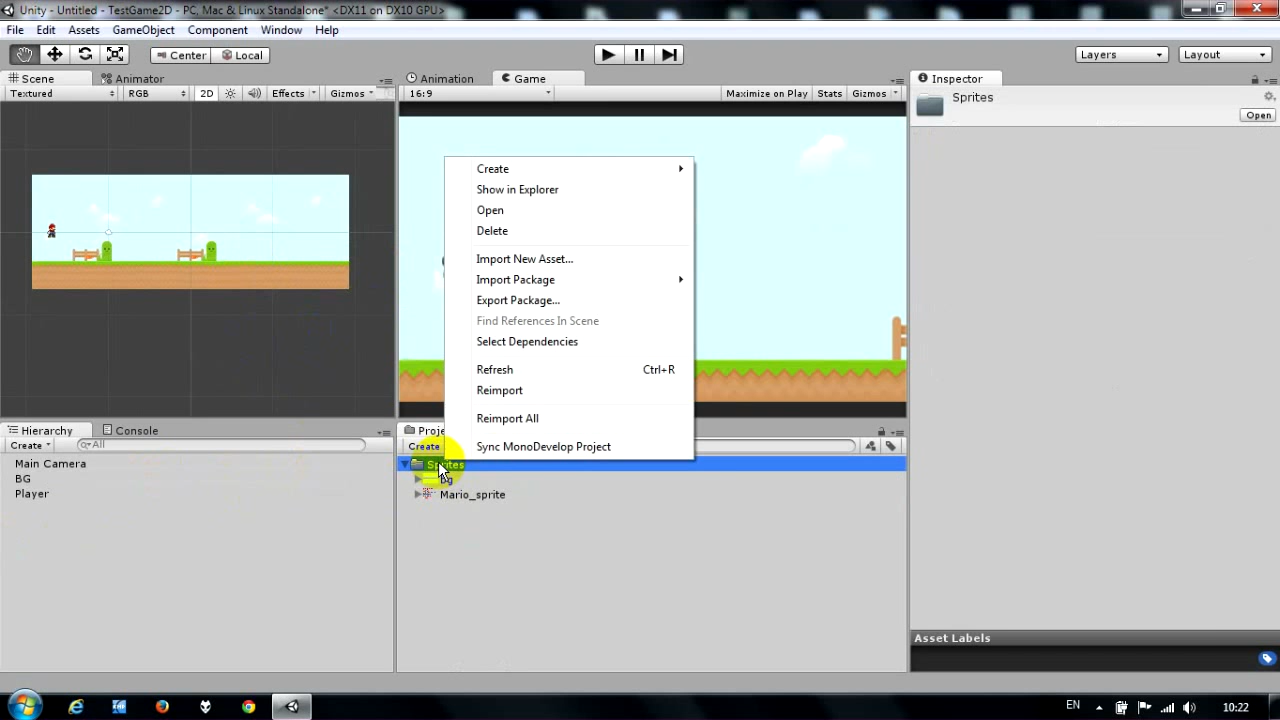 Unity - Untitled - TestGame2D - PC, Mac & Linux Standalone* <DX11 on DX10 GPU>
File Edit Assets GameObject Component Window Help
Center Local Layers Layout
Scene Animator Animation Game Inspector
Textured RGB 2D Effects Gizmos 16:9 Maximize on Play Stats Gizmos
Sprites
Open
Create
Show in Explorer
Open
Delete
Import New Asset...
Import Package
Export Package...
Find References In Scene
Select Dependencies
Refresh Ctrl+R
Reimport
Reimport All
Sync MonoDevelop Project
Hierarchy Console
Create All Create
Main Camera
BG
Player
Sprites
Mario_sprite
Asset Labels
EN 10:22